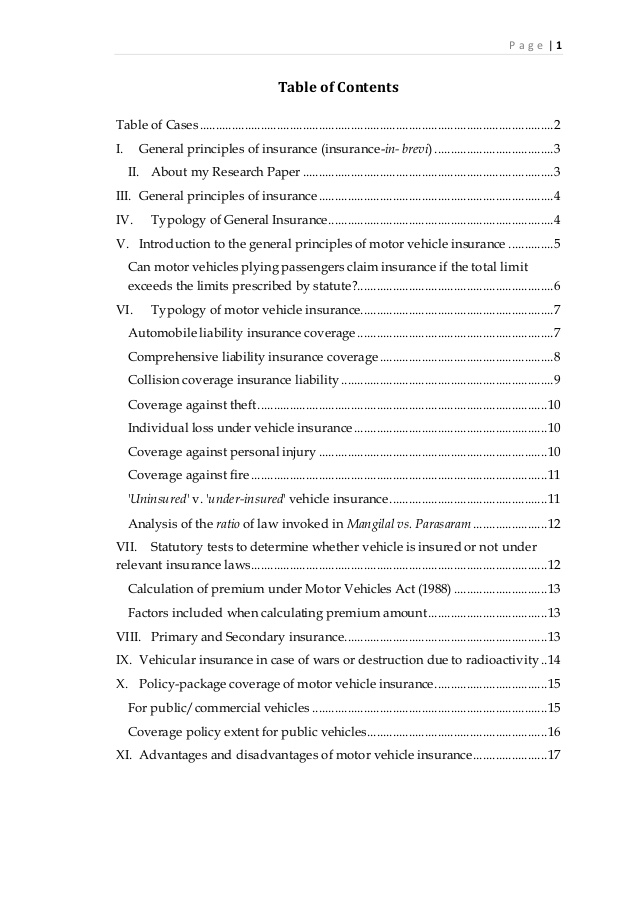 Page | 1
Table of Contents
Table of Cases....................2
I. General principles of insurance (insurance-in- brevi)....................3
II. About my Research Paper....................3
III. General principles of insurance....................4
IV. Typology of General Insurance....................4
V. Introduction to the general principles of motor vehicle insurance..............5
Can motor vehicles plying passengers claim insurance if the total limit
exceeds the limits prescribed by statute?....................6
VI. Typology of motor vehicle insurance....................7
Automobile liability insurance coverage....................7
Comprehensive liability insurance coverage....................8
Collision coverage insurance liability....................9
Coverage against theft....................10
Individual loss under vehicle insurance....................10
Coverage against personal injury....................10
Coverage against fire....................11
'Uninsured' v. 'under-insured' vehicle insurance....................11
Analysis of the ratio of law invoked in Mangilal vs. Parasaram....................12
VII. Statutory tests to determine whether vehicle is insured or not under
relevant insurance laws....................12
Calculation of premium under Motor Vehicles Act (1988)....................13
Factors included when calculating premium amount....................13
VIII. Primary and Secondary insurance....................13
IX. Vehicular insurance in case of wars or destruction due to radioactivity..14
X. Policy-package coverage of motor vehicle insurance....................15
For public/commercial vehicles....................15
Coverage policy extent for public vehicles....................16
XI. Advantages and disadvantages of motor vehicle insurance....................17